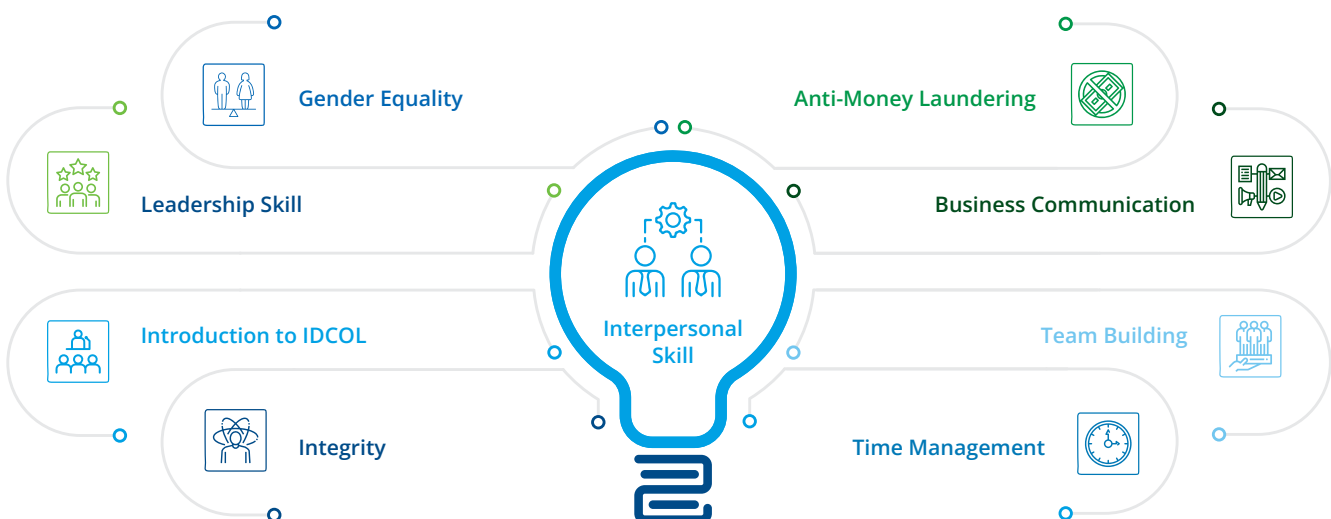 Gender Equality
Anti-Money Laundering
Leadership Skill
Business Communication
Interpersonal
Skill
Introduction to IDCOL
Team Building
Integrity
Time Management